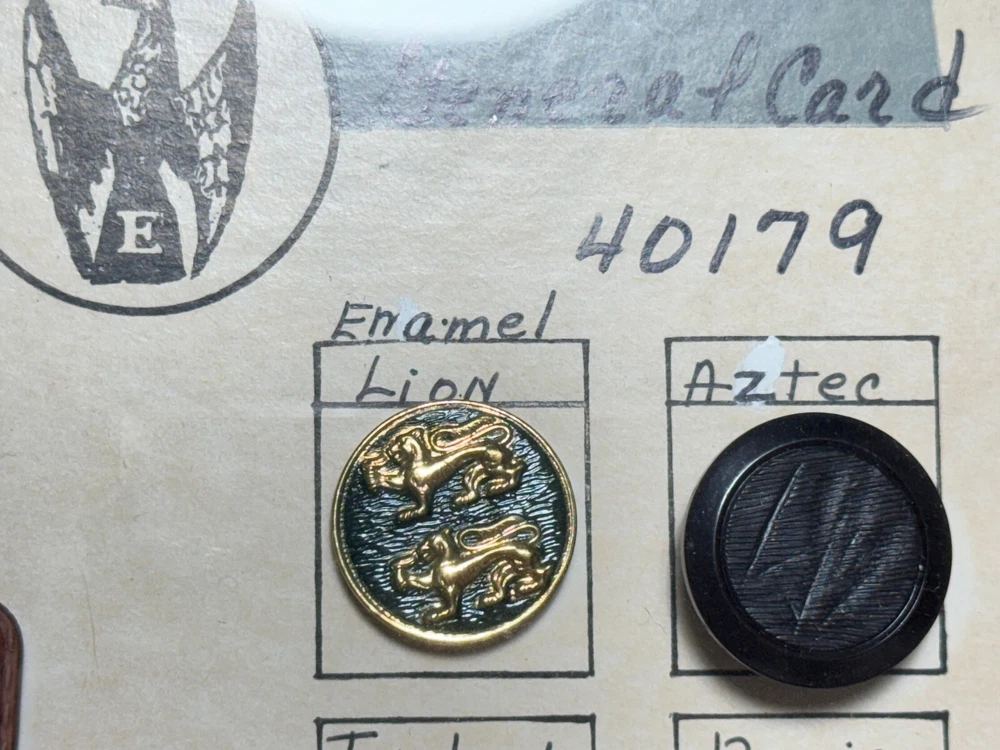 General Card
E
40179
Enamel
Lion
Aztec